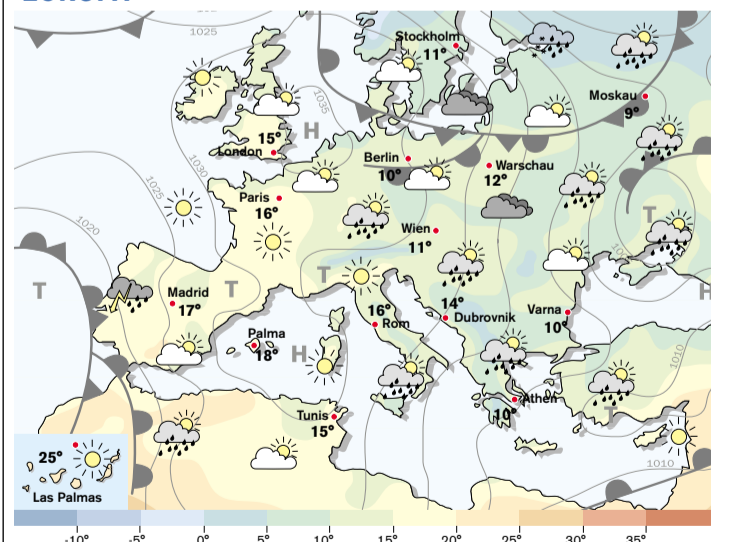 1025
Stockholm
11°
Moskau
9°
1035
H
15°
London
1030
Berlin
10°
Warschau
12°
1025
Paris
16°
1020
Wien
11°
T
T
Madrid
17°
T
T
14°
Dubrovnik
Varna
10°
H
16°
Rom
Palma
18°
H
1010
Athen
10°
Tunis
15°
T
1010
25°
Las Palmas
-10°
-5°
0°
5°
10°
15°
20°
25°
30°
35°